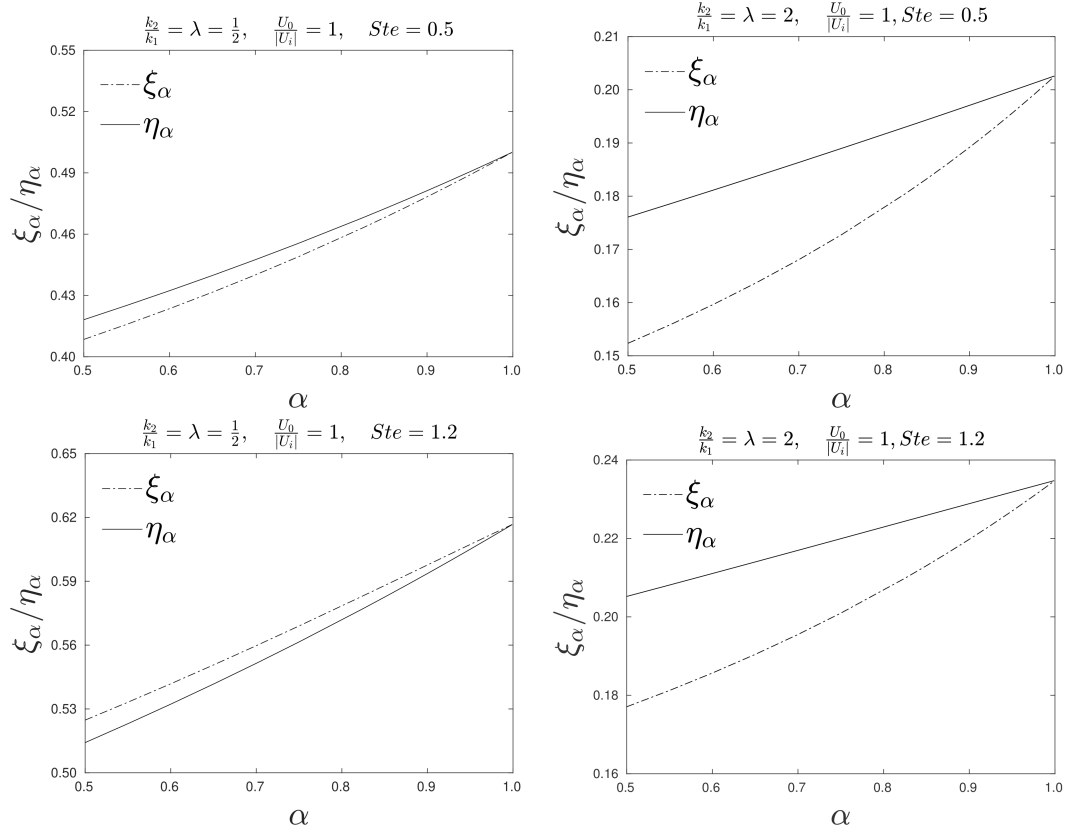 k₂/k₁ = λ = 1/2, U₀/|Uᵢ| = 1, Ste = 0.5
0.55
0.52
0.49
0.46
0.43
0.40
ξα
ηα
ξα/ηα
0.5 0.6 0.7 0.8 0.9 1.0
α
k₂/k₁ = λ = 2, U₀/|Uᵢ| = 1, Ste = 0.5
0.21
0.20
0.19
0.18
0.17
0.16
0.15
ξα
ηα
ξα/ηα
0.5 0.6 0.7 0.8 0.9 1.0
α
k₂/k₁ = λ = 1/2, U₀/|Uᵢ| = 1, Ste = 1.2
0.65
0.62
0.59
0.56
0.53
0.50
ξα
ηα
ξα/ηα
0.5 0.6 0.7 0.8 0.9 1.0
α
k₂/k₁ = λ = 2, U₀/|Uᵢ| = 1, Ste = 1.2
0.24
0.22
0.20
0.18
0.16
ξα
ηα
ξα/ηα
0.5 0.6 0.7 0.8 0.9 1.0
α